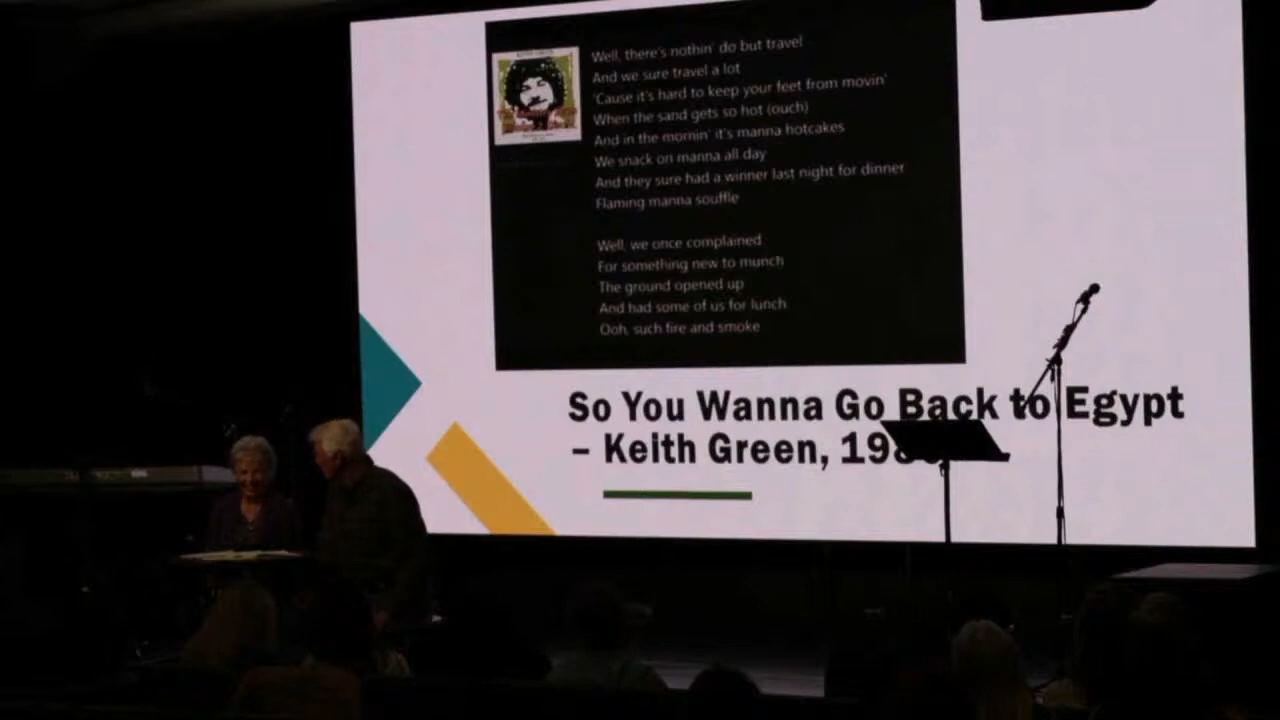 Well, there's nothin' do but travel
And we sure travel a lot
'Cause it's hard to keep your feet from movin'
When the sand gets so hot (ouch)
And in the mornin' it's manna hotcakes
We snack on manna all day
And they sure had a winner last night for dinner
Flaming manna souffle
Well, we once complained
For something new to munch
The ground opened up
And had some of us for lunch
Ooh, such fire and smoke
So You Wanna Go Back to Egypt
– Keith Green,